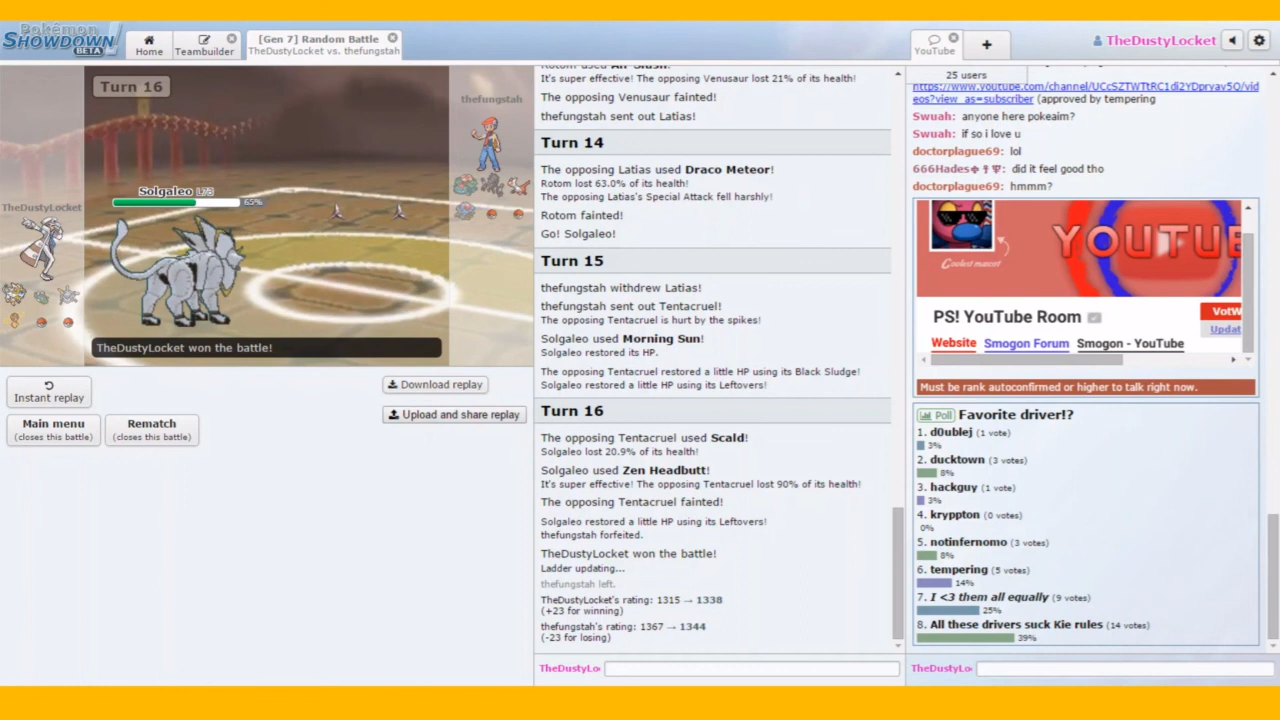 Pokémon
SHOWDOWN
BETA
Home
Teambuilder
[Gen 7] Random Battle
TheDustyLocket vs. thefungstah
YouTube
+
TheDustyLocket
Turn 16
thefungstah
TheDustyLocket
Solgaleo L73
65%
TheDustyLocket won the battle!
Instant replay
Download replay
Upload and share replay
Main menu
(closes this battle)
Rematch
(closes this battle)
It's super effective! The opposing Venusaur lost 21% of its health!
The opposing Venusaur fainted!
thefungstah sent out Latias!
Turn 14
The opposing Latias used Draco Meteor!
Rotom lost 63.0% of its health!
The opposing Latias's Special Attack fell harshly!
Rotom fainted!
Go! Solgaleo!
Turn 15
thefungstah withdrew Latias!
thefungstah sent out Tentacruel!
The opposing Tentacruel is hurt by the spikes!
Solgaleo used Morning Sun!
Solgaleo restored its HP.
The opposing Tentacruel restored a little HP using its Black Sludge!
Solgaleo restored a little HP using its Leftovers!
Turn 16
The opposing Tentacruel used Scald!
Solgaleo lost 20.9% of its health!
Solgaleo used Zen Headbutt!
It's super effective! The opposing Tentacruel lost 90% of its health!
The opposing Tentacruel fainted!
Solgaleo restored a little HP using its Leftovers!
thefungstah forfeited.
TheDustyLocket won the battle!
Ladder updating...
thefungstah left.
TheDustyLocket's rating: 1315 → 1338
(+23 for winning)
thefungstah's rating: 1367 → 1344
(-23 for losing)
TheDustyLo
25 users
eos?view_as=subscriber (approved by tempering
Swuah: anyone here pokeaim?
Swuah: if so i love u
doctorplague69: lol
666Hades: did it feel good tho
doctorplague69: hmmm?
Coolest mascot
YOUTUE
PS! YouTube Room
VotW
Updat
Website Smogon Forum Smogon - YouTube
Must be rank autoconfirmed or higher to talk right now.
Poll Favorite driver!?
1. d0ublej (1 vote)
3%
2. ducktown (3 votes)
8%
3. hackguy (1 vote)
3%
4. kryppton (0 votes)
0%
5. notinfernomo (3 votes)
8%
6. tempering (5 votes)
14%
7. I <3 them all equally (9 votes)
25%
8. All these drivers suck Kie rules (14 votes)
39%
TheDustyLo